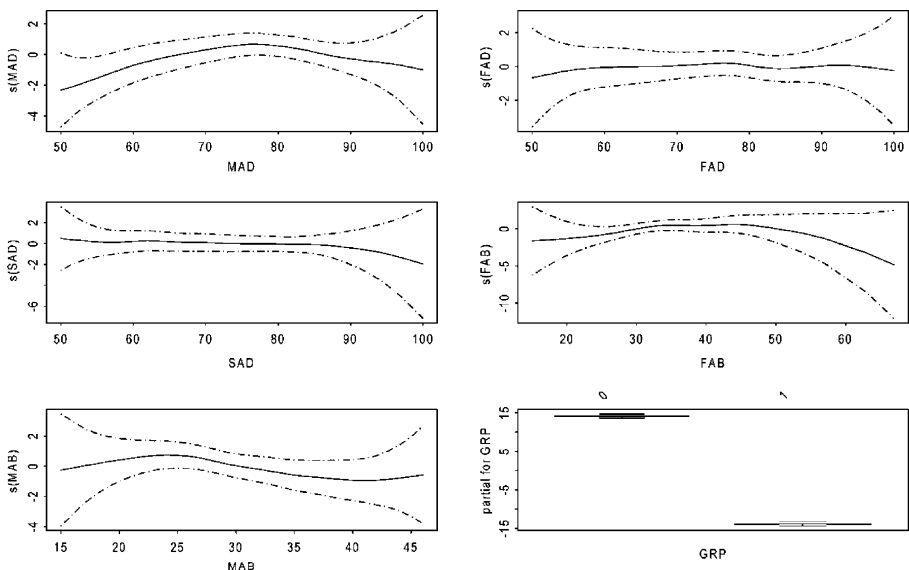 s(MAD)
2
0
-2
-4
50 60 70 80 90 100
MAD
s(FAD)
2
0
-2
50 60 70 80 90 100
FAD
s(SAD)
2
0
-2
-6
50 60 70 80 90 100
SAD
s(FAB)
0
-5
-10
20 30 40 50 60
FAB
s(MAB)
2
0
-2
-4
15 20 25 30 35 40 45
MAB
0 1
partial for GRP
15
5
-5
-15
GRP